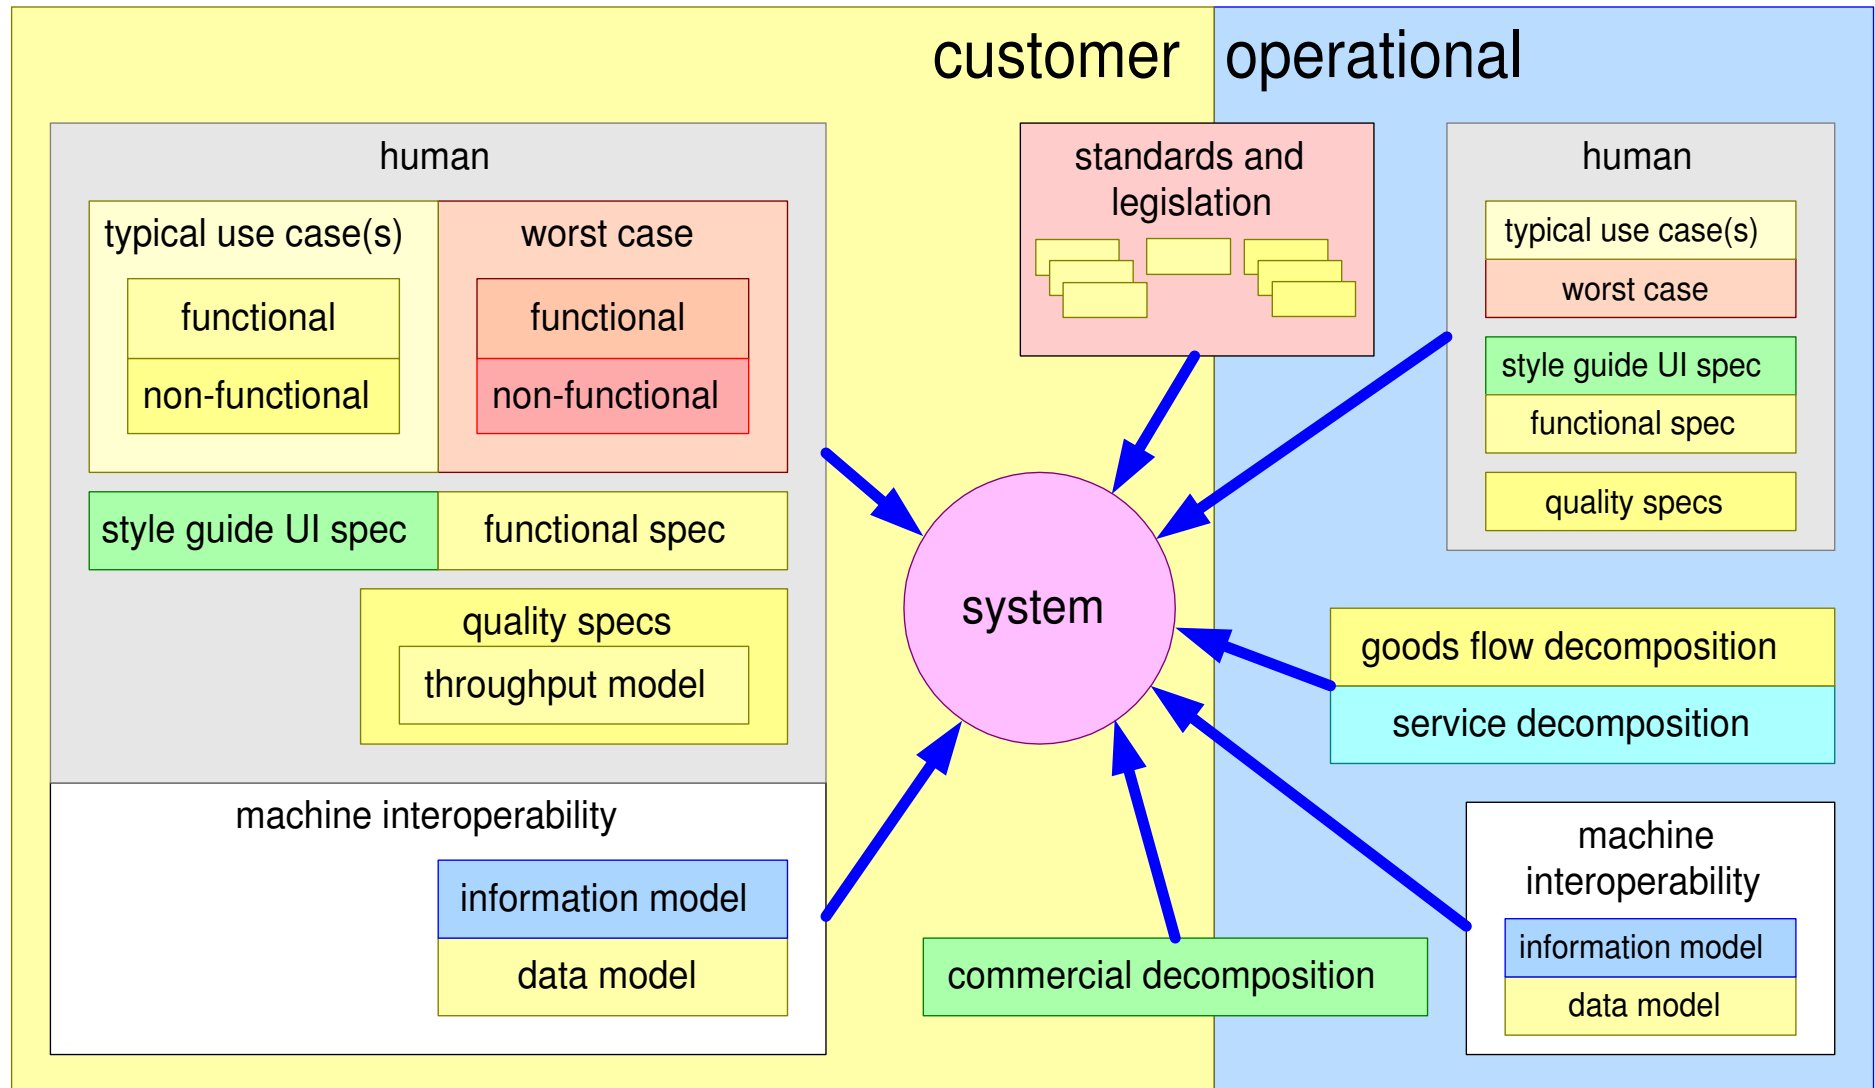 customer
operational
human
typical use case(s)
functional
non-functional
worst case
functional
non-functional
style guide UI spec
functional spec
quality specs
throughput model
machine interoperability
information model
data model
standards and
legislation
system
commercial decomposition
human
typical use case(s)
worst case
style guide UI spec
functional spec
quality specs
goods flow decomposition
service decomposition
machine
interoperability
information model
data model